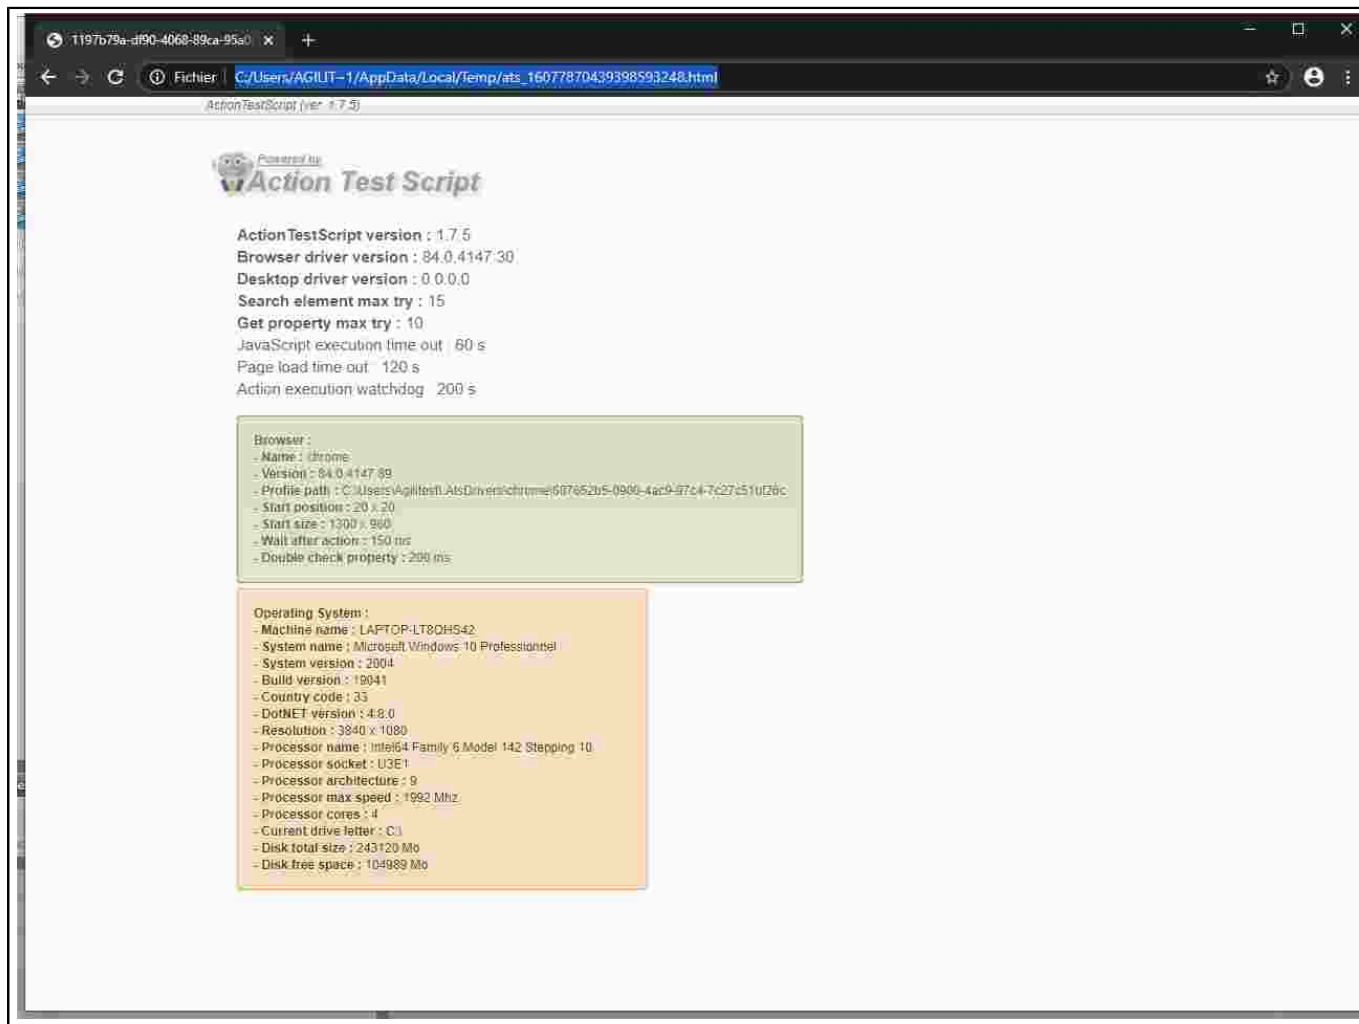 1197b79a-df90-4068-89ca-95a0
Fichier C:/Users/AGILIT~1/AppData/Local/Temp/ats_16077870439398593248.html
ActionTestScript (ver. 1.7.5)
Powered by
Action Test Script
ActionTestScript version : 1.7.5
Browser driver version : 84.0.4147.30
Desktop driver version : 0.0.0.0
Search element max try : 15
Get property max try : 10
JavaScript execution time out : 60 s
Page load time out : 120 s
Action execution watchdog : 200 s
Browser :
- Name : chrome
- Version : 84.0.4147.89
- Profile path :
- Start position : 20 x 20
- Start size : 1300 x 960
- Wait after action : 150 ms
- Double check property : 200 ms
Operating System :
- Machine name : LAPTOP-LT8OHS42
- System name : Microsoft Windows 10 Professionnel
- System version : 2004
- Build version : 19041
- Country code : 33
- DotNET version : 4.8.0
- Resolution : 3840 x 1080
- Processor name : Intel64 Family 6 Model 142 Stepping 10
- Processor socket : U3E1
- Processor architecture : 9
- Processor max speed : 1992 Mhz
- Processor cores : 4
- Current drive letter : C:\
- Disk total size : 243120 Mo
- Disk free space : 104989 Mo